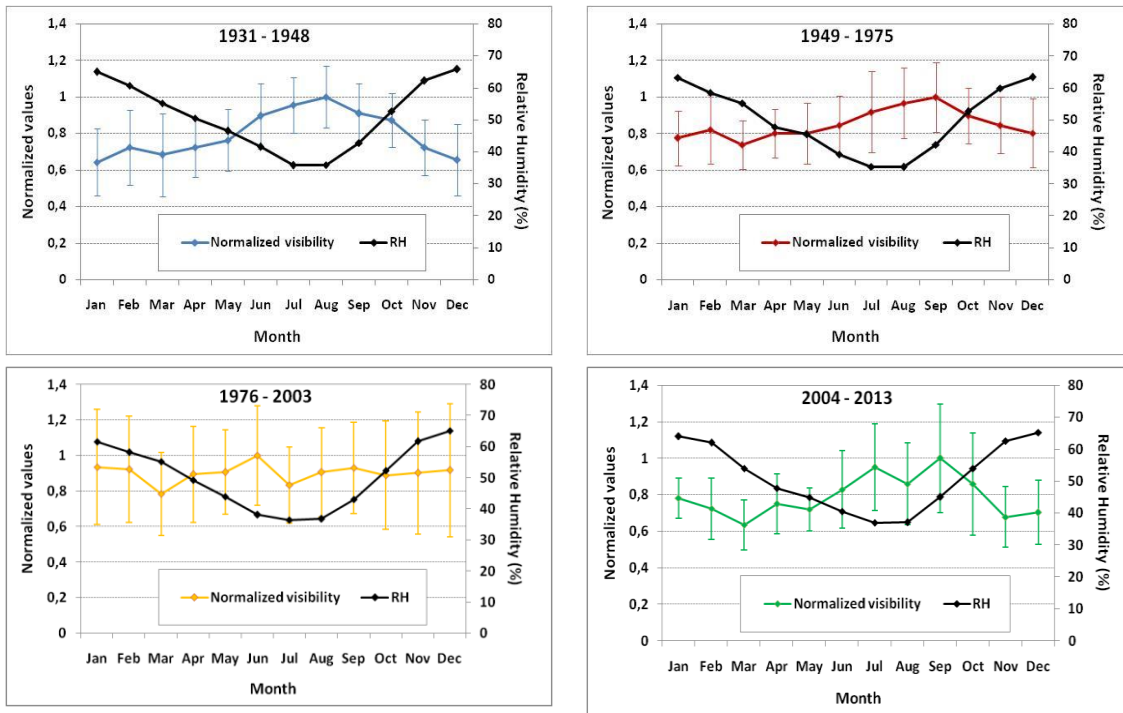 1931 - 1948
Normalized values
1,4
1,2
1
0,8
0,6
0,4
0,2
0
80
70
60
50
40
30
20
10
0
Relative Humidity (%)
Normalized visibility RH
Jan Feb Mar Apr May Jun Jul Aug Sep Oct Nov Dec
Month
1949 - 1975
Normalized values
1,4
1,2
1
0,8
0,6
0,4
0,2
0
80
70
60
50
40
30
20
10
0
Relative Humidity (%)
Normalized visibility RH
Jan Feb Mar Apr May Jun Jul Aug Sep Oct Nov Dec
Month
1976 - 2003
Normalized values
1,4
1,2
1
0,8
0,6
0,4
0,2
0
80
70
60
50
40
30
20
10
0
Relative Humidity (%)
Normalized visibility RH
Jan Feb Mar Apr May Jun Jul Aug Sep Oct Nov Dec
Month
2004 - 2013
Normalized values
1,4
1,2
1
0,8
0,6
0,4
0,2
0
80
70
60
50
40
30
20
10
0
Relative Humidity (%)
Normalized visibility RH
Jan Feb Mar Apr May Jun Jul Aug Sep Oct Nov Dec
Month